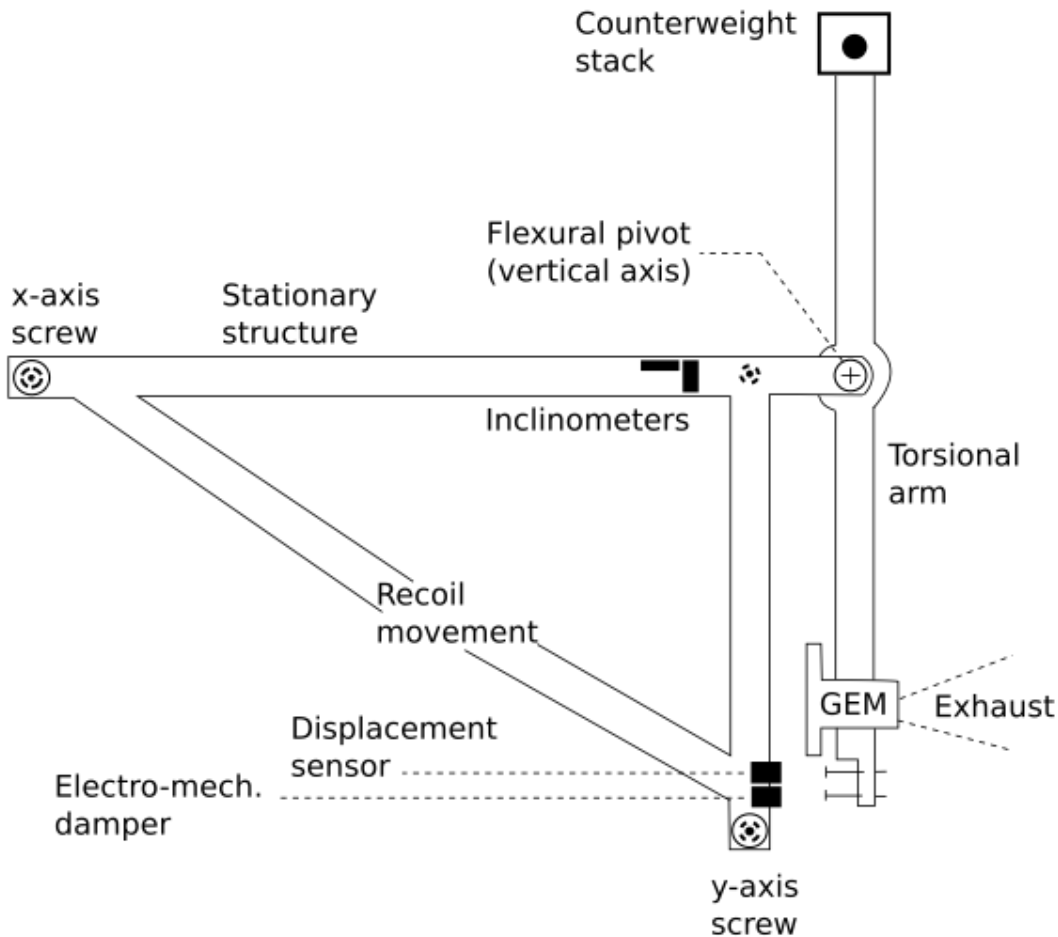 Counterweight
stack
Flexural pivot
(vertical axis)
x-axis
screw
Stationary
structure
Inclinometers
Torsional
arm
Recoil
movement
GEM
Exhaust
Displacement
sensor
Electro-mech.
damper
y-axis
screw